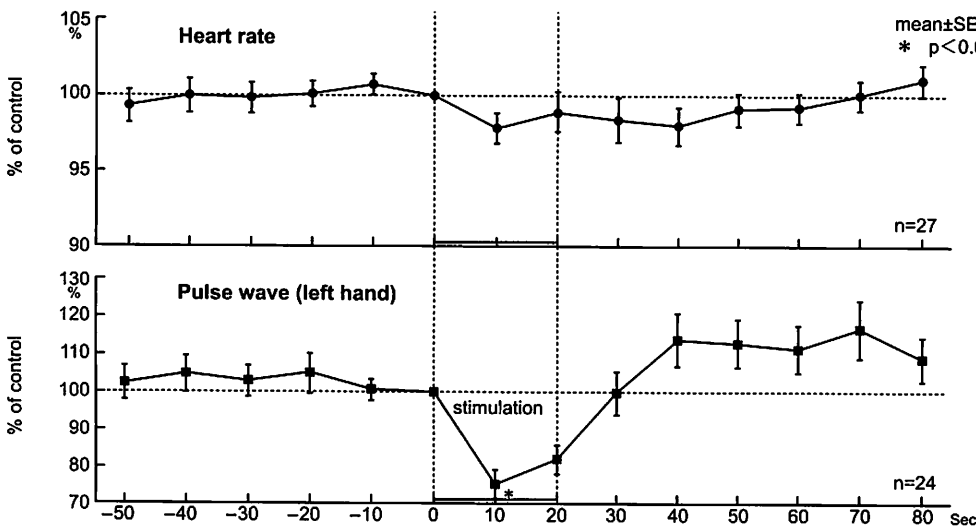 105
%
Heart rate
mean±SE
* p<0.0
100
% of control
95
90
n=27
130
%
Pulse wave (left hand)
120
110
% of control
100
stimulation
90
80
70
*
n=24
–50 –40 –30 –20 –10 0 10 20 30 40 50 60 70 80 Sec